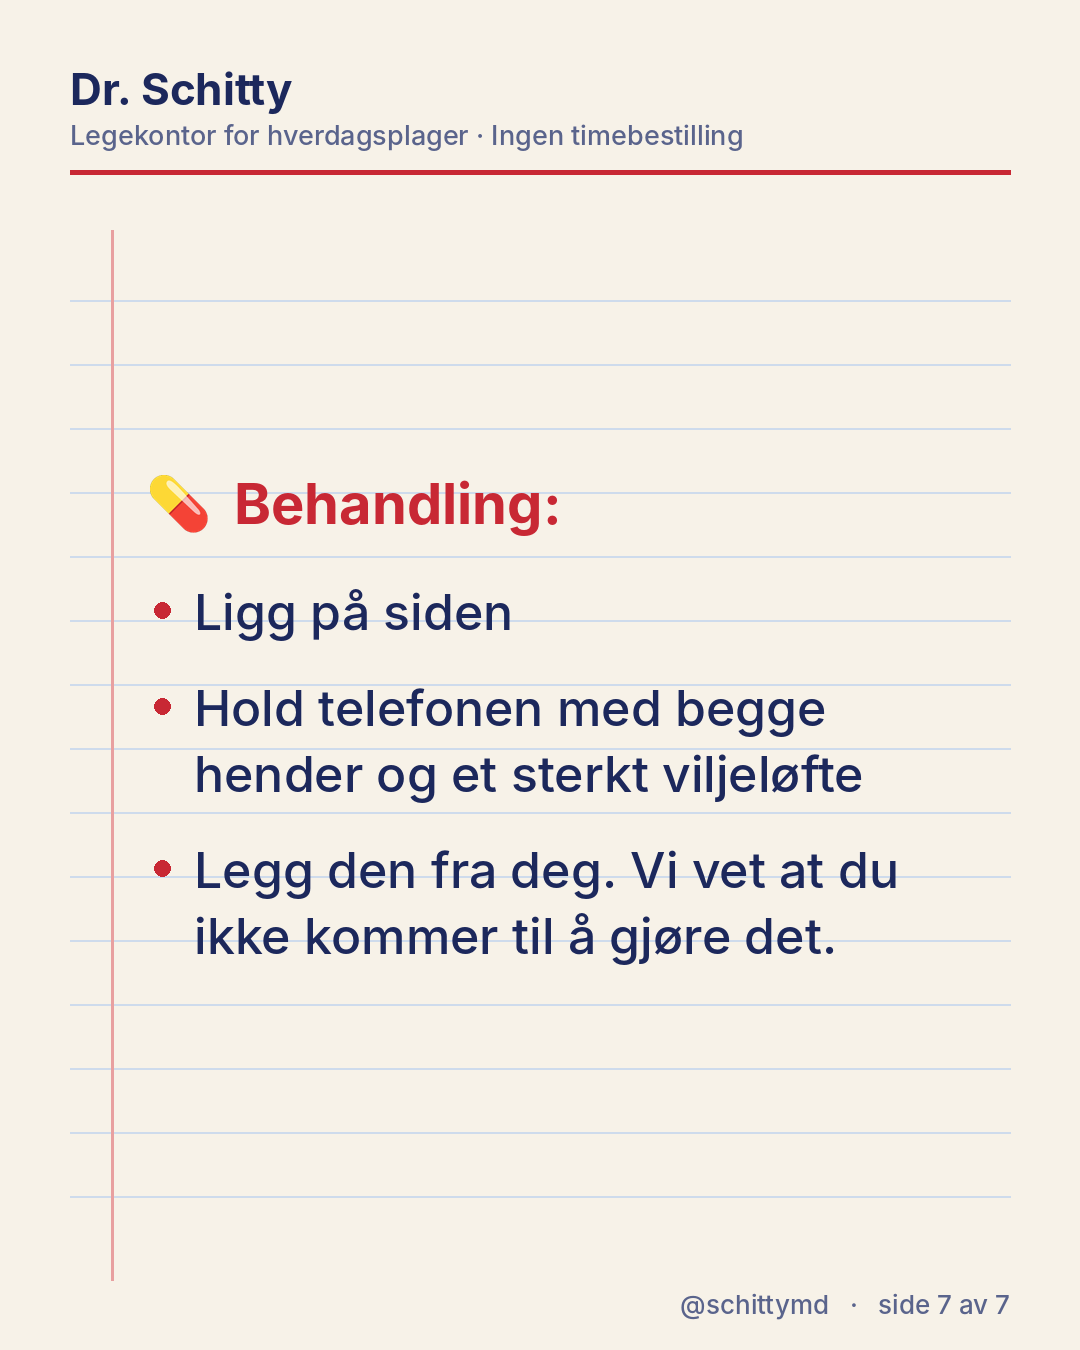 Dr. Schitty
Legekontor for hverdagsplager · Ingen timebestilling
💊 Behandling:
• Ligg på siden
• Hold telefonen med begge
hender og et sterkt viljeløfte
• Legg den fra deg. Vi vet at du
ikke kommer til å gjøre det.
@schittymd · side 7 av 7